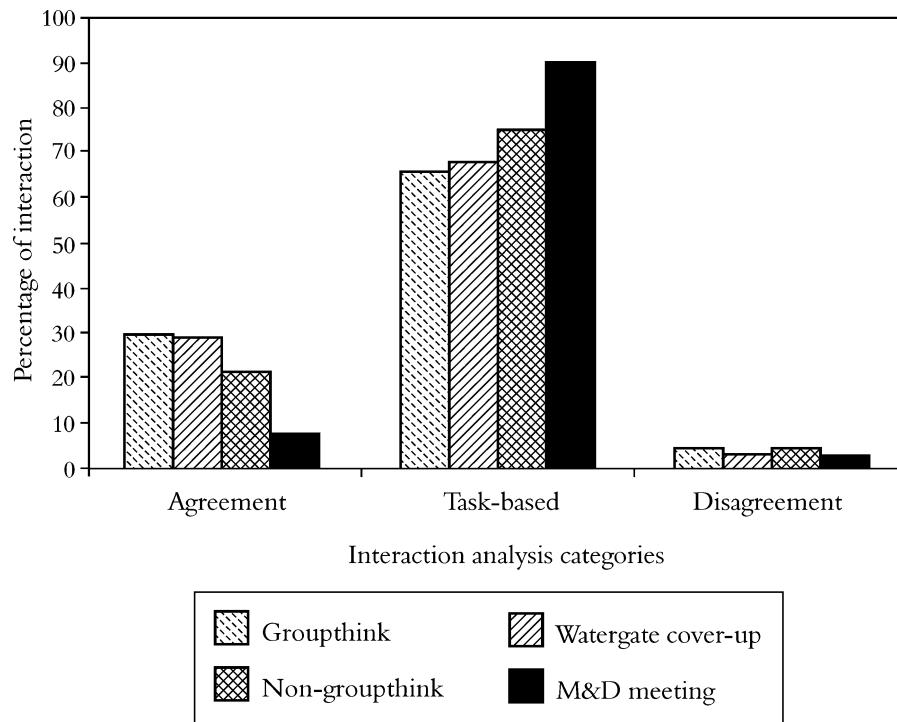 100
90
80
70
60
50
40
30
20
10
0
Percentage of interaction
Agreement Task-based Disagreement
Interaction analysis categories
Groupthink Watergate cover-up
Non-groupthink M&D meeting